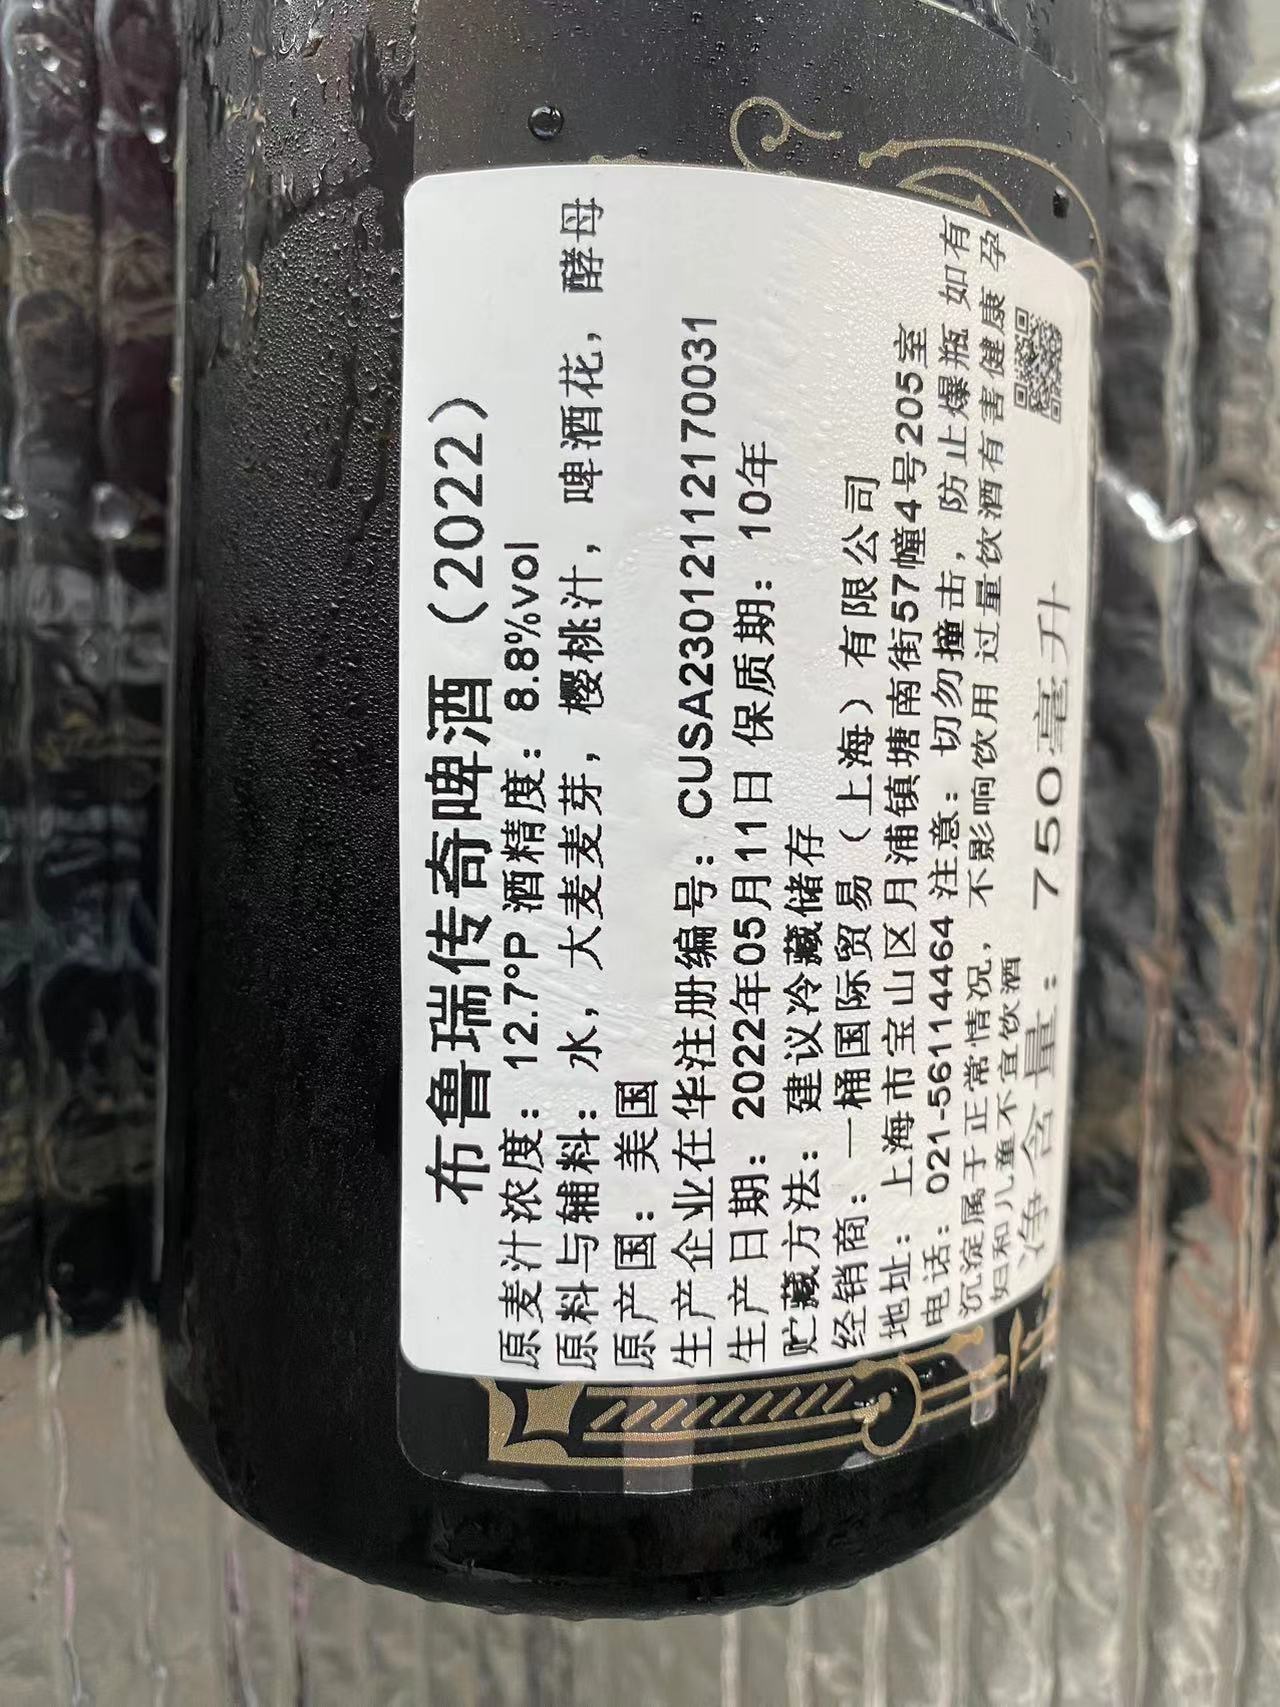 布鲁瑞传奇啤酒（2022）
原麦汁浓度：12.7°P 酒精度：8.8%vol
原料与辅料：水，大麦麦芽，樱桃汁，啤酒花，酵母
原产国：美国
生产企业在华注册编号：CUSA23012112170031
生产日期：2022年05月11日 保质期：10年
贮藏方法：建议冷藏储存
经销商：一桶国际贸易（上海）有限公司
地址：上海市宝山区月浦镇塘南街57幢4号205室
电话：021-56114464 注意：切勿撞击，防止爆瓶 如有
沉淀属于正常情况，不影响饮用 过量饮酒有害健康 孕
妇和儿童不宜饮酒
净含量：750毫升